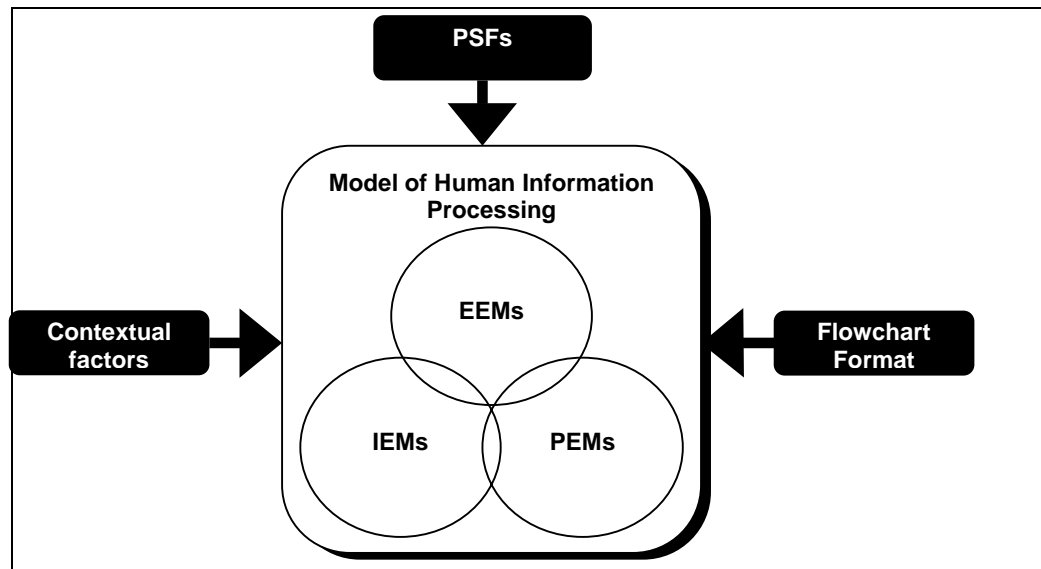 PSFs
Model of Human Information
Processing
EEMs
Contextual
factors
Flowchart
Format
IEMs
PEMs